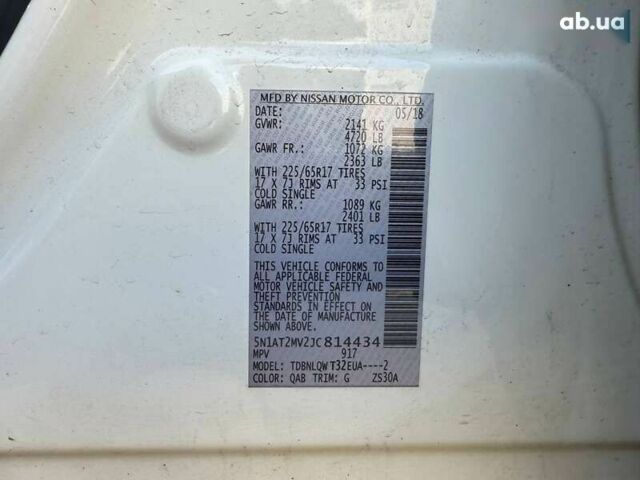 ab.ua
MFD BY NISSAN MOTOR CO., LTD.
DATE: 05/18
GVWR: 2141 KG
4720 LB
GAWR FR.: 1072 KG
2363 LB
WITH 225/65R17 TIRES
17 X 7J RIMS AT 33 PSI
COLD SINGLE
GAWR RR.: 1089 KG
2401 LB
WITH 225/65R17 TIRES
17 X 7J RIMS AT 33 PSI
COLD SINGLE
THIS VEHICLE CONFORMS TO
ALL APPLICABLE FEDERAL
MOTOR VEHICLE SAFETY AND
THEFT PREVENTION
STANDARDS IN EFFECT ON
THE DATE OF MANUFACTURE
SHOWN ABOVE.
5N1AT2MV2JC814434
MPV 917
MODEL: TDBNLQW T32EUA----2
COLOR: QAB TRIM: G ZS30A